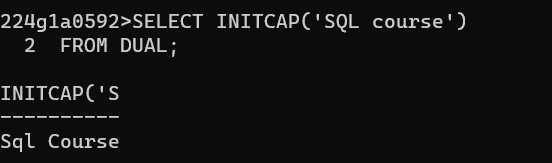 224g1a0592>SELECT INITCAP('SQL course')
  2  FROM DUAL;

INITCAP('S
----------
Sql Course